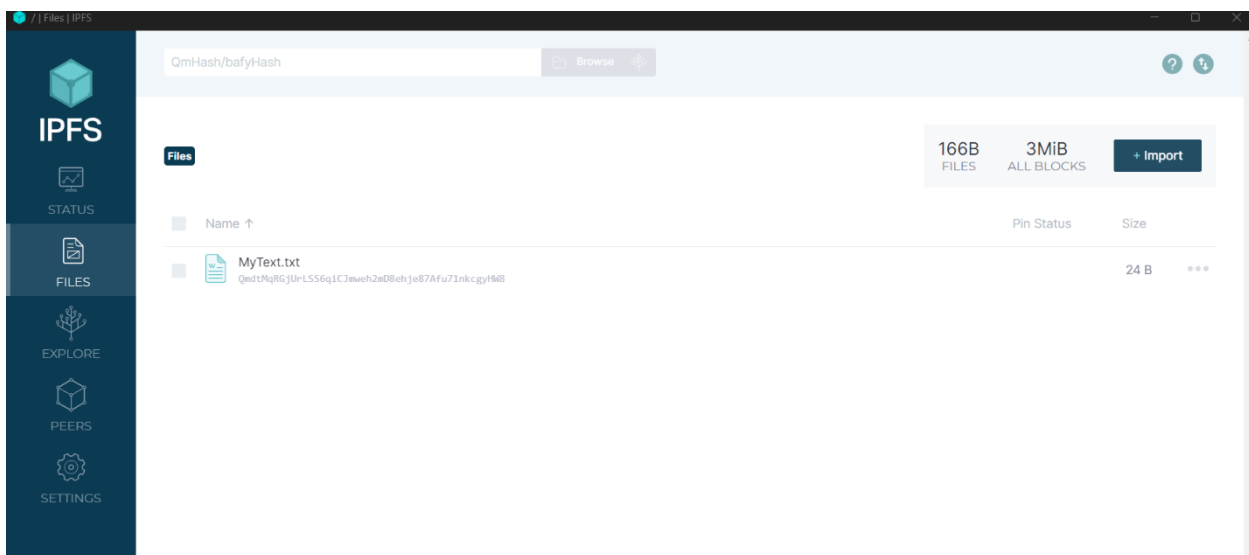 / | Files | IPFS
QmHash/bafyHash
Browse
IPFS
STATUS
FILES
EXPLORE
PEERS
SETTINGS
Files
166B
FILES
3MiB
ALL BLOCKS
+ Import
Name ↑
Pin Status
Size
MyText.txt
24 B
QmdtMqRGjUrLSS6qiCJmweh2mD8ehje87Afu71nkcgyHW8